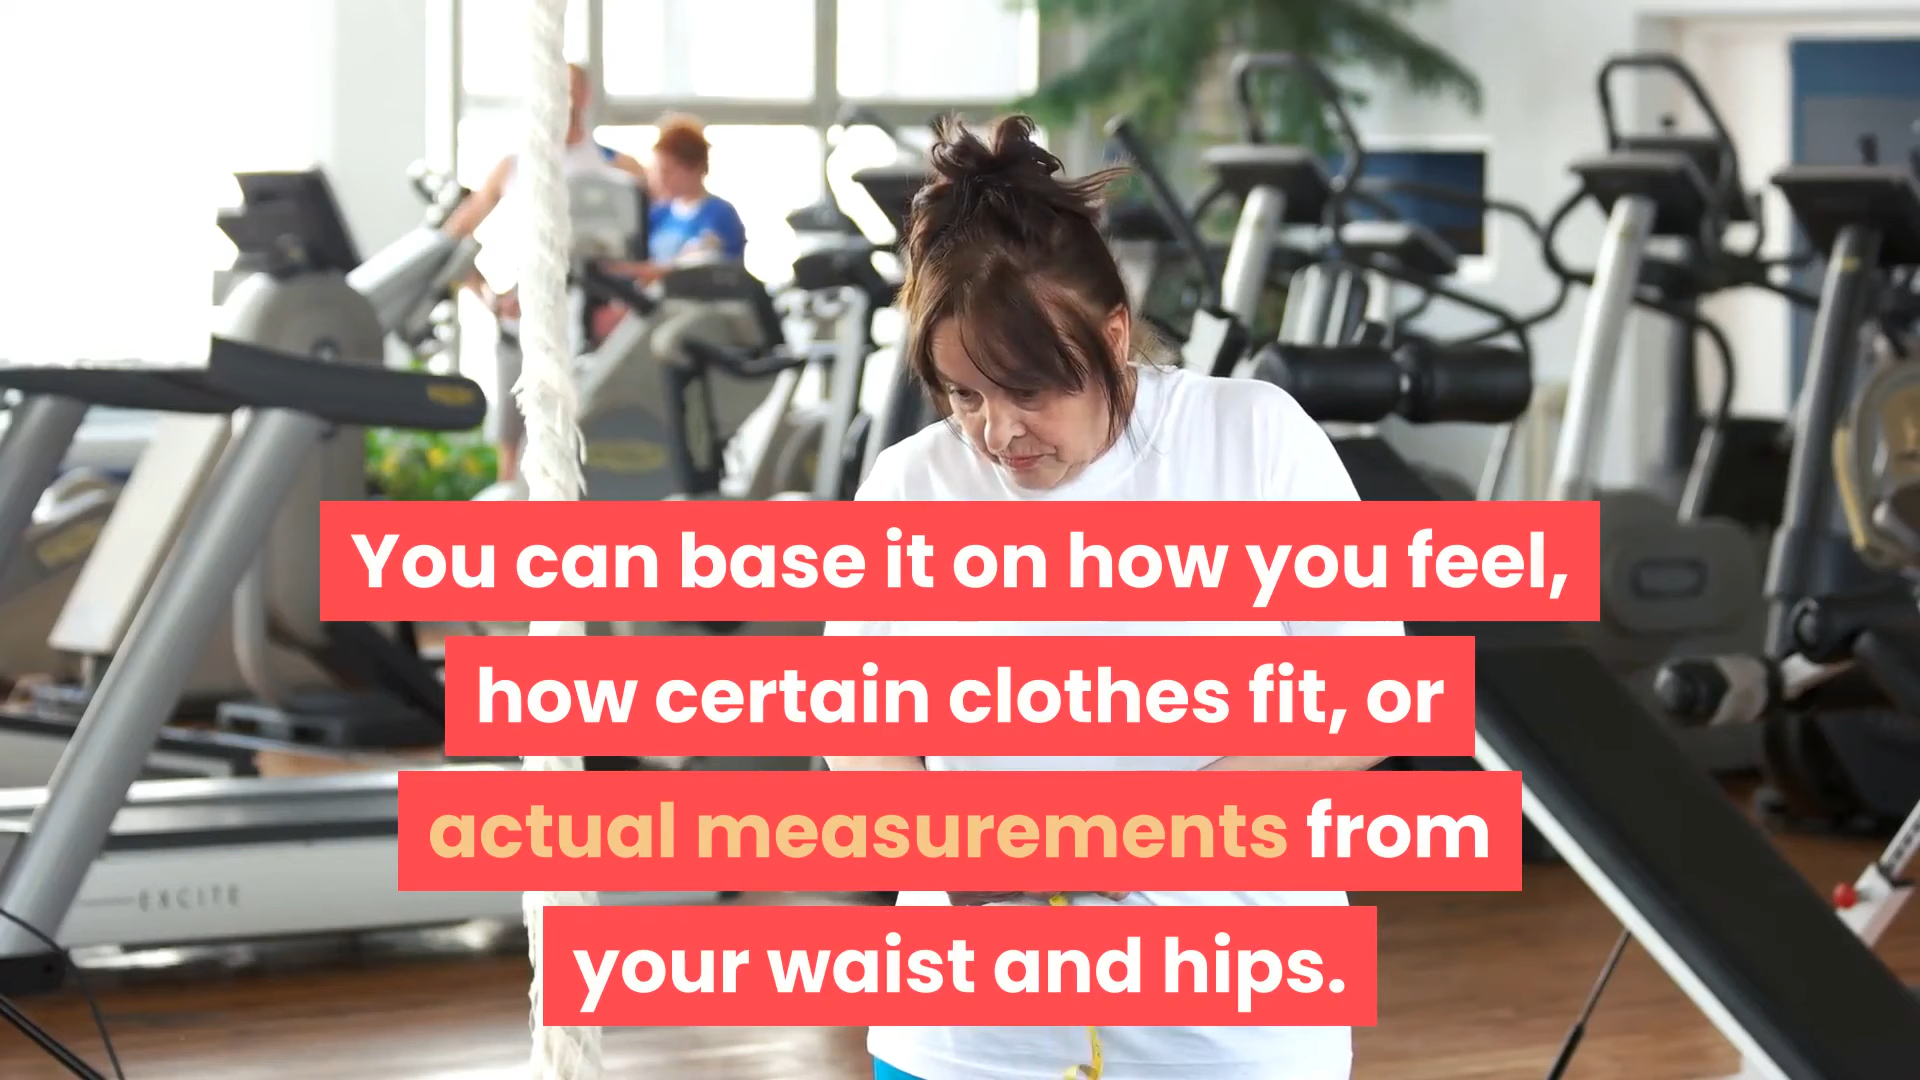 You can base it on how you feel,
how certain clothes fit, or
actual measurements from
your waist and hips.
EXCITE